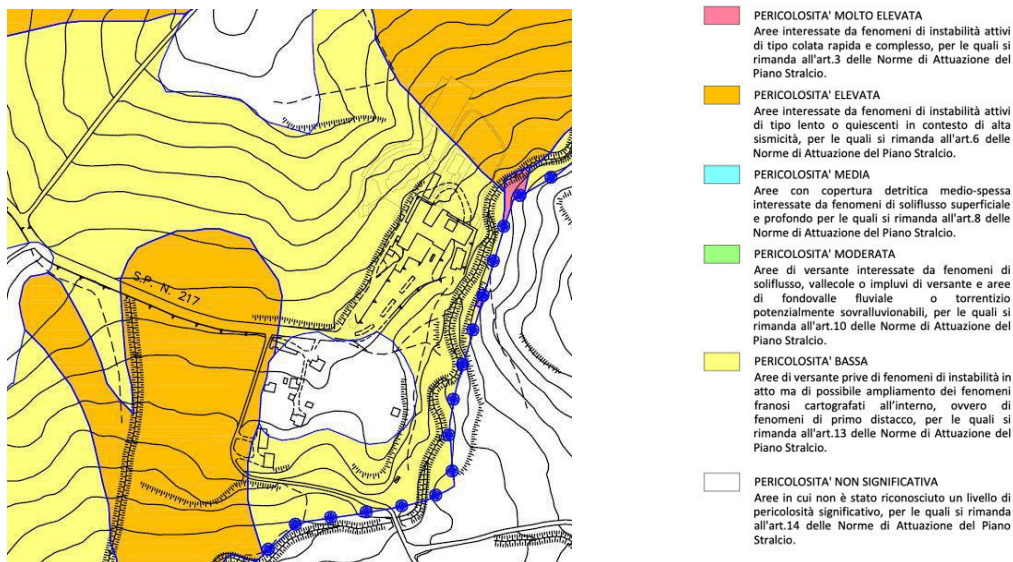 S.P. N. 217
PERICOLOSITA' MOLTO ELEVATA
Aree interessate da fenomeni di instabilità attivi
di tipo colata rapida e complesso, per le quali si
rimanda all'art.3 delle Norme di Attuazione del
Piano Stralcio.
PERICOLOSITA' ELEVATA
Aree interessate da fenomeni di instabilità attivi
di tipo lento o quiescenti in contesto di alta
sismicità, per le quali si rimanda all'art.6 delle
Norme di Attuazione del Piano Stralcio.
PERICOLOSITA' MEDIA
Aree con copertura detritica medio-spessa
interessate da fenomeni di soliflusso superficiale
e profondo per le quali si rimanda all'art.8 delle
Norme di Attuazione del Piano Stralcio.
PERICOLOSITA' MODERATA
Aree di versante interessate da fenomeni di
soliflusso, vallecole o impluvi di versante e aree
di fondovalle fluviale o torrentizio
potenzialmente sovralluvionabili, per le quali si
rimanda all'art.10 delle Norme di Attuazione del
Piano Stralcio.
PERICOLOSITA' BASSA
Aree di versante prive di fenomeni di instabilità in
atto ma di possibile ampliamento dei fenomeni
franosi cartografati all'interno, ovvero di
fenomeni di primo distacco, per le quali si
rimanda all'art.13 delle Norme di Attuazione del
Piano Stralcio.
PERICOLOSITA' NON SIGNIFICATIVA
Aree in cui non è stato riconosciuto un livello di
pericolosità significativo, per le quali si rimanda
all'art.14 delle Norme di Attuazione del Piano
Stralcio.